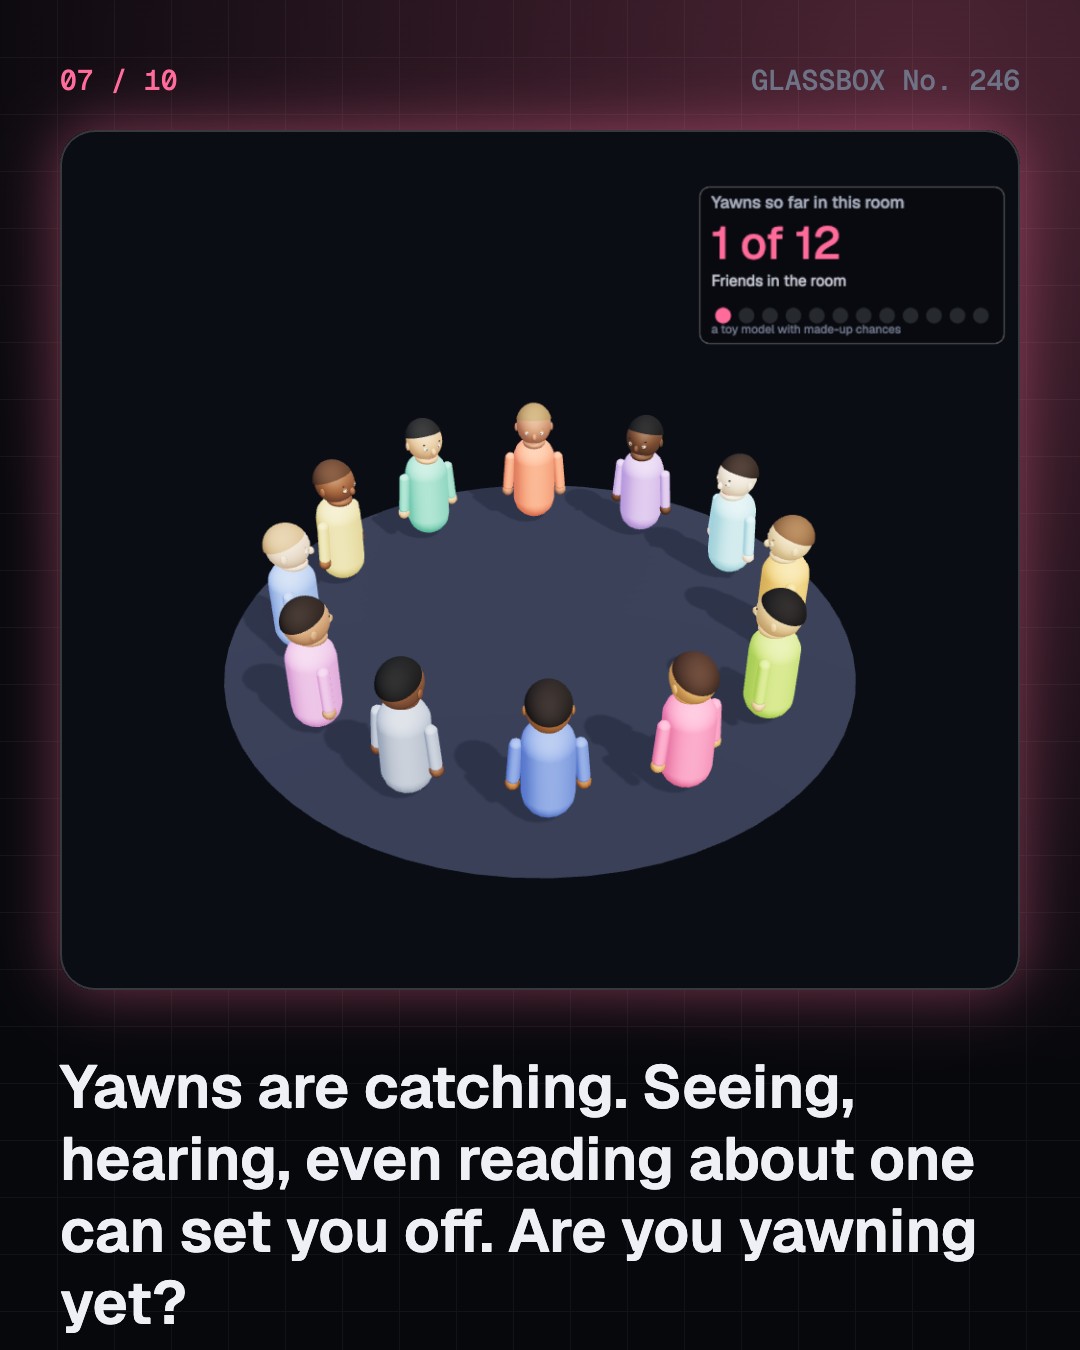 07 / 10
GLASSBOX No. 246
Yawns so far in this room
1 of 12
Friends in the room
a toy model with made-up chances
Yawns are catching. Seeing,
hearing, even reading about one
can set you off. Are you yawning
yet?